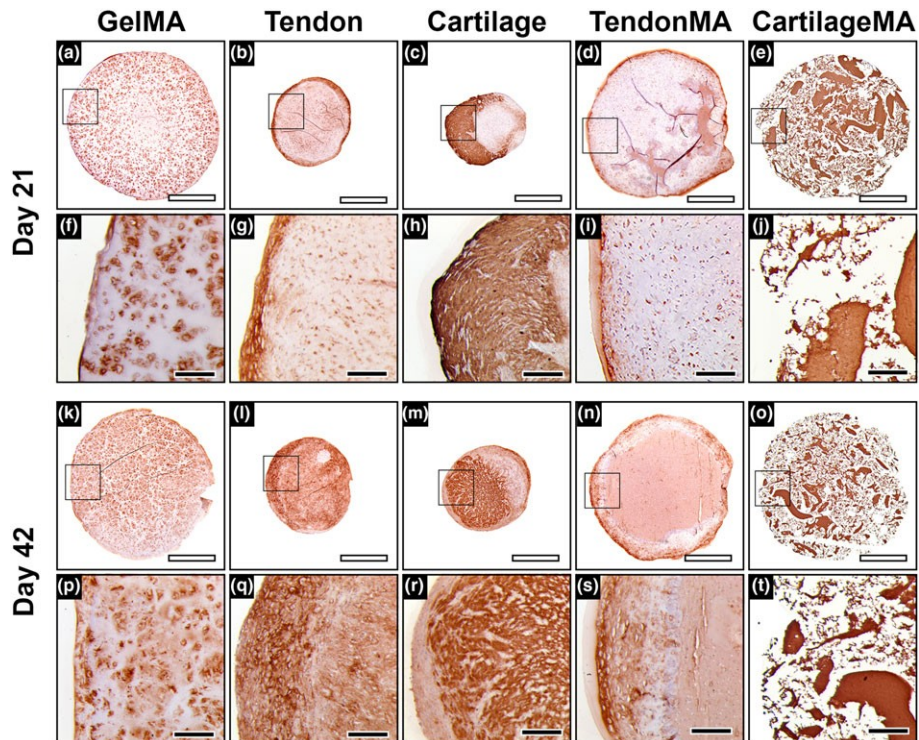 GelMA Tendon Cartilage TendonMA CartilageMA
Day 21
(a) (b) (c) (d) (e)
(f) (g) (h) (i) (j)
Day 42
(k) (l) (m) (n) (o)
(p) (q) (r) (s) (t)